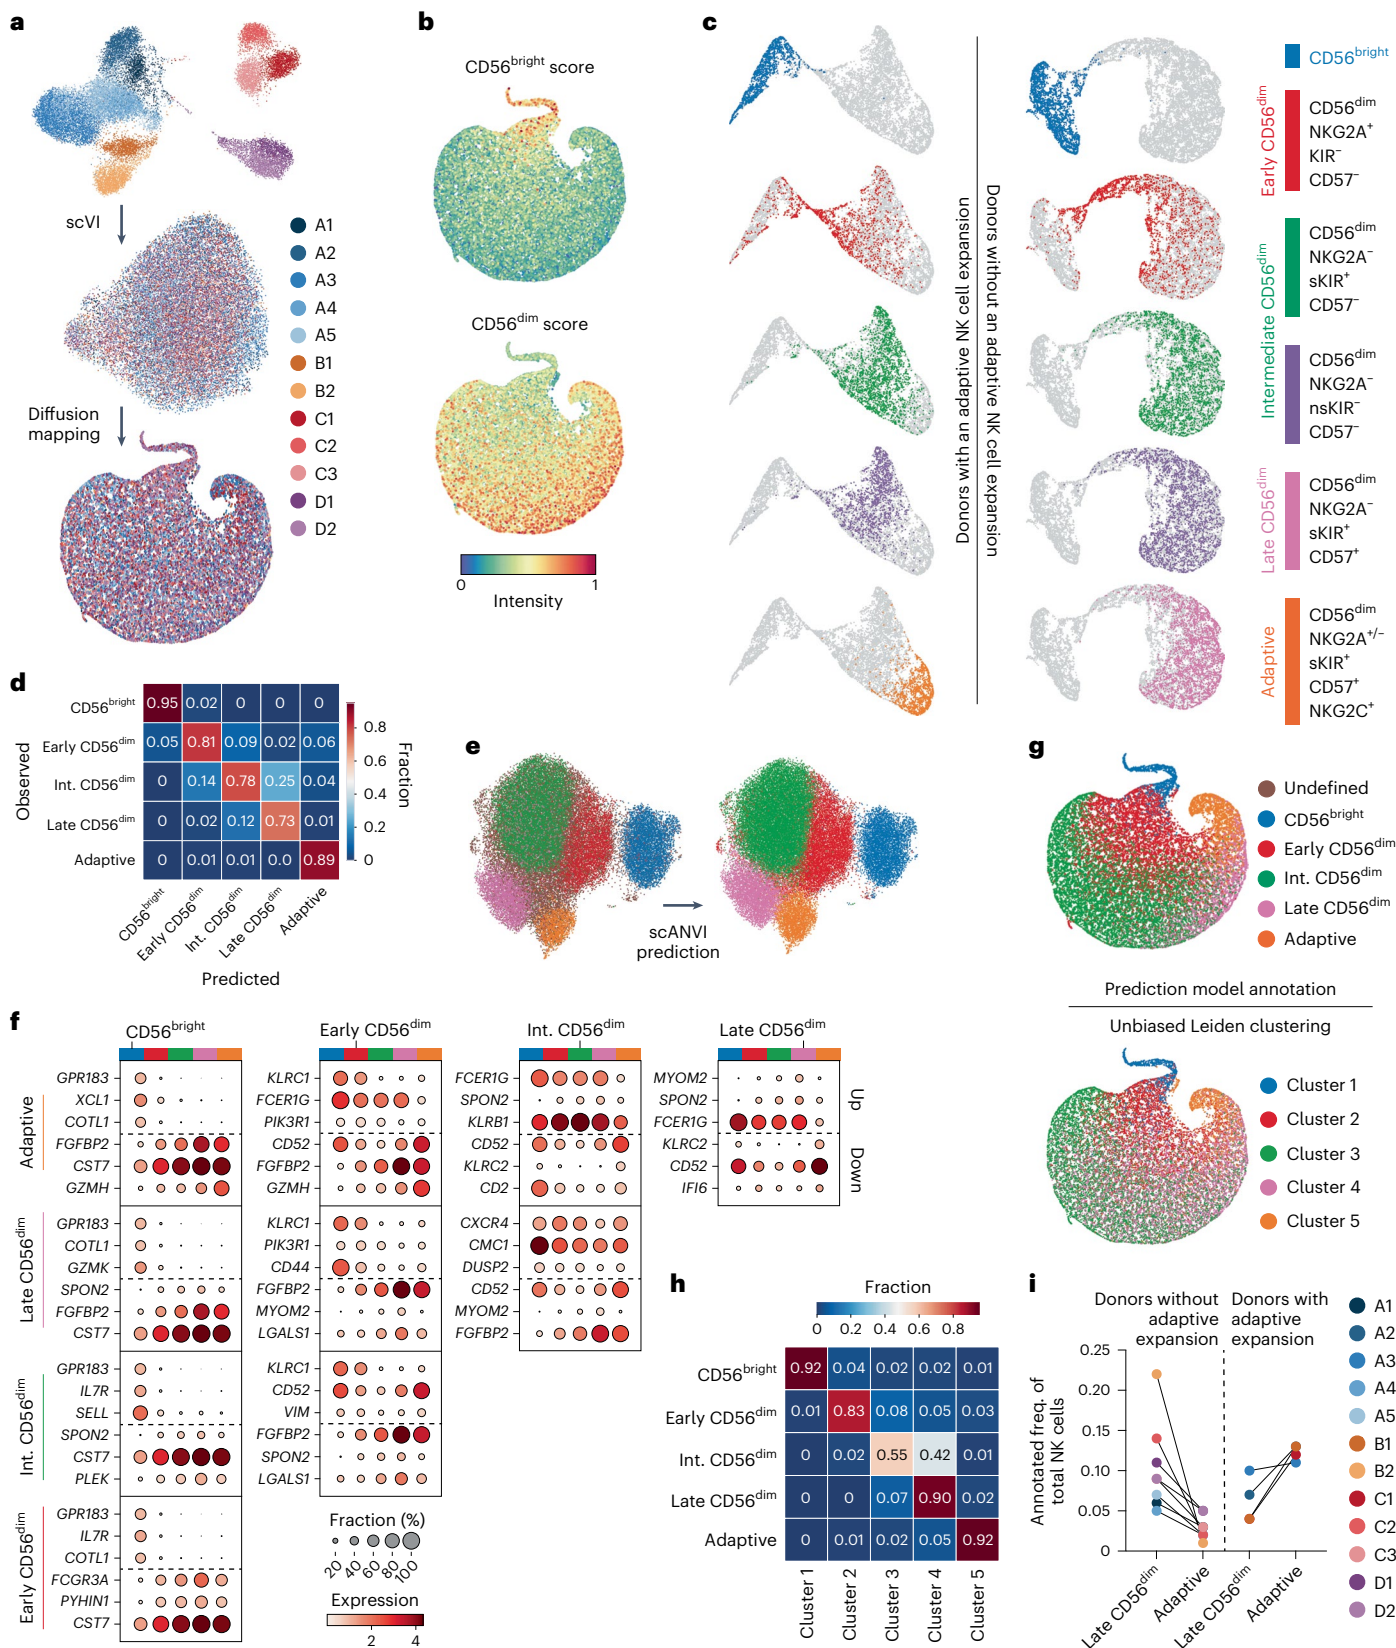 a
scVI
Diffusion
mapping
A1
A2
A3
A4
A5
B1
B2
C1
C2
C3
D1
D2
b
CD56bright score
CD56dim score
0
1
Intensity
c
Donors with an adaptive NK cell expansion
Donors without an adaptive NK cell expansion
CD56bright
Early CD56dim
CD56dim
NKG2A+
KIR−
CD57−
Intermediate CD56dim
CD56dim
NKG2A−
sKIR+
CD57−
CD56dim
NKG2A−
nsKIR−
CD57−
Late CD56dim
CD56dim
NKG2A−
sKIR+
CD57+
Adaptive
CD56dim
NKG2A+/−
sKIR+
CD57+
NKG2C+
d
Observed
CD56bright 0.95 0.02 0 0 0
Early CD56dim 0.05 0.81 0.09 0.02 0.06
Int. CD56dim 0 0.14 0.78 0.25 0.04
Late CD56dim 0 0.02 0.12 0.73 0.01
Adaptive 0 0.01 0.01 0.0 0.89
CD56bright
Early CD56dim
Int. CD56dim
Late CD56dim
Adaptive
Predicted
0.8
0.6
0.4
0.2
0
Fraction
e
scANVI
prediction
g
Undefined
CD56bright
Early CD56dim
Int. CD56dim
Late CD56dim
Adaptive
Prediction model annotation
Unbiased Leiden clustering
Cluster 1
Cluster 2
Cluster 3
Cluster 4
Cluster 5
f
CD56bright
Early CD56dim
Int. CD56dim
Late CD56dim
Adaptive
GPR183
XCL1
COTL1
FGFBP2
CST7
GZMH
KLRC1
FCER1G
PIK3R1
CD52
FGFBP2
GZMH
FCER1G
SPON2
KLRB1
CD52
KLRC2
CD2
MYOM2
SPON2
FCER1G
KLRC2
CD52
IFI6
Up
Down
Late CD56dim
GPR183
COTL1
GZMK
SPON2
FGFBP2
CST7
KLRC1
PIK3R1
CD44
FGFBP2
MYOM2
LGALS1
CXCR4
CMC1
DUSP2
CD52
MYOM2
FGFBP2
Int. CD56dim
GPR183
IL7R
SELL
SPON2
CST7
PLEK
KLRC1
CD52
VIM
FGFBP2
SPON2
LGALS1
Early CD56dim
GPR183
IL7R
COTL1
FCGR3A
PYHIN1
CST7
Fraction (%)
20
40
60
80
100
Expression
2
4
h
Fraction
0 0.2 0.4 0.6 0.8
CD56bright 0.92 0.04 0.02 0.02 0.01
Early CD56dim 0.01 0.83 0.08 0.05 0.03
Int. CD56dim 0 0.02 0.55 0.42 0.01
Late CD56dim 0 0 0.07 0.90 0.02
Adaptive 0 0.01 0.02 0.05 0.92
Cluster 1
Cluster 2
Cluster 3
Cluster 4
Cluster 5
i
Donors without
adaptive
expansion
Donors with
adaptive
expansion
Annotated freq. of
total NK cells
0.25
0.20
0.15
0.10
0.05
0
Late CD56dim
Adaptive
Late CD56dim
Adaptive
A1
A2
A3
A4
A5
B1
B2
C1
C2
C3
D1
D2